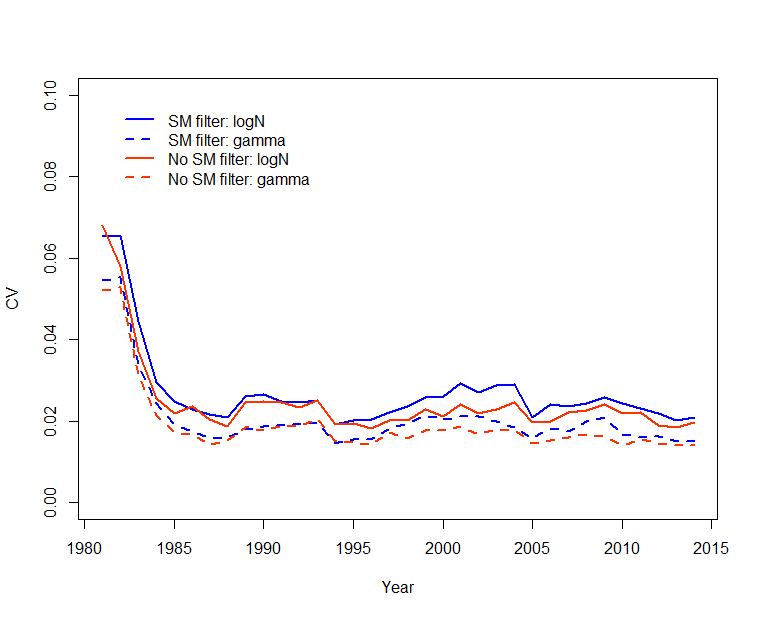 0.10
0.08
0.06
0.04
0.02
0.00
CV
SM filter: logN
SM filter: gamma
No SM filter: logN
No SM filter: gamma
1980 1985 1990 1995 2000 2005 2010 2015
Year